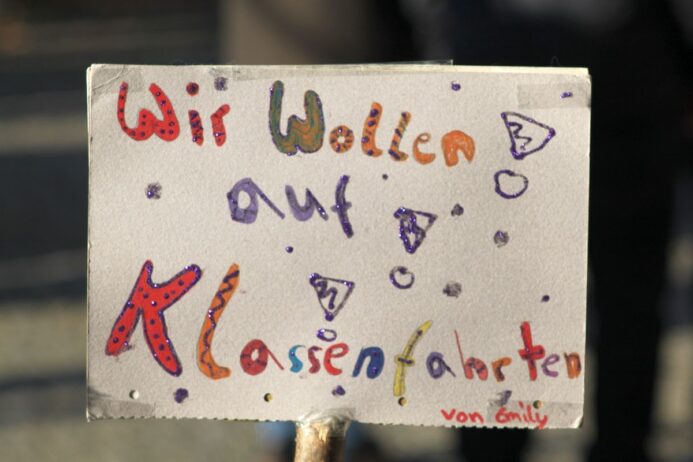 Wir Wollen
auf
Klassenfahrten
von Emily